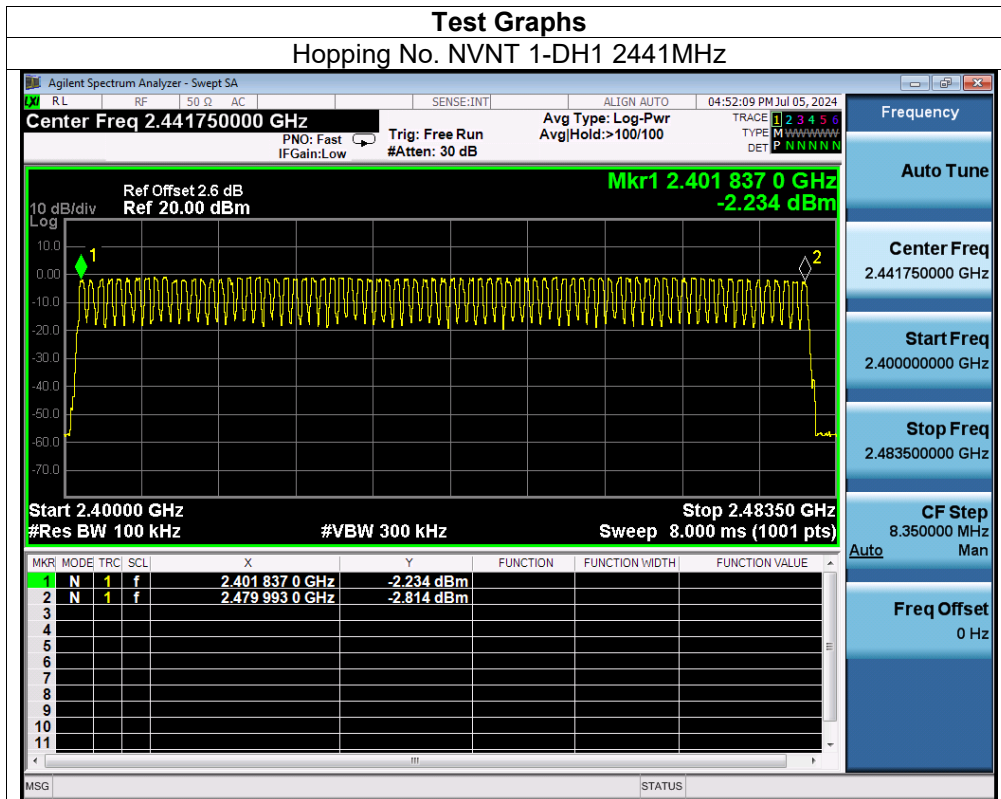 Test Graphs
Hopping No. NVNT 1-DH1 2441MHz
Agilent Spectrum Analyzer - Swept SA
LXI RL RF 50 Ω AC SENSE:INT ALIGN AUTO 04:52:09 PM Jul 05, 2024
Center Freq 2.441750000 GHz Avg Type: Log-Pwr TRACE 1 2 3 4 5 6
PNO: Fast Trig: Free Run Avg|Hold:>100/100 TYPE M WWWWW
IFGain:Low #Atten: 30 dB DET P N N N N N
Frequency
Auto Tune
Mkr1 2.401 837 0 GHz
Ref Offset 2.6 dB
10 dB/div Ref 20.00 dBm -2.234 dBm
Log
10.0
1
2
0.00
-10.0
-20.0
-30.0
-40.0
-50.0
-60.0
-70.0
Center Freq
2.441750000 GHz
Start Freq
2.400000000 GHz
Stop Freq
2.483500000 GHz
Start 2.40000 GHz Stop 2.48350 GHz
#Res BW 100 kHz #VBW 300 kHz Sweep 8.000 ms (1001 pts)
CF Step
8.350000 MHz
Auto Man
Freq Offset
0 Hz
MKR MODE TRC SCL X Y FUNCTION FUNCTION WIDTH FUNCTION VALUE
1 N 1 f 2.401 837 0 GHz -2.234 dBm
2 N 1 f 2.479 993 0 GHz -2.814 dBm
3
4
5
6
7
8
9
10
11
MSG STATUS